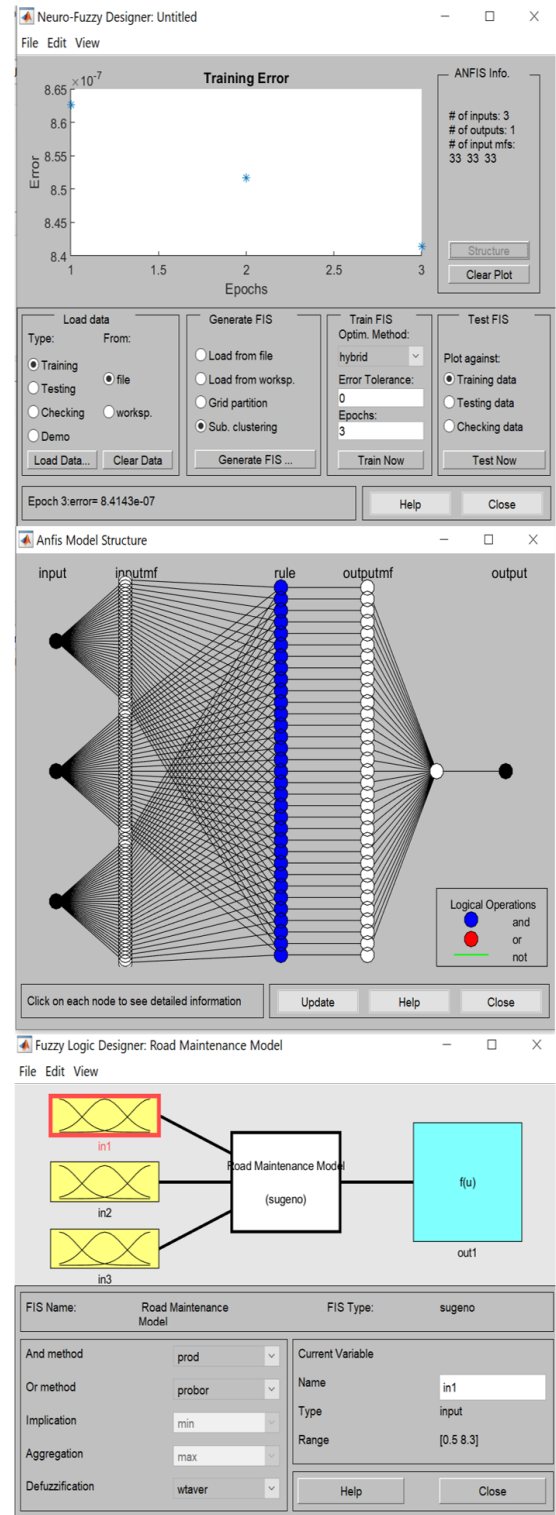 Neuro-Fuzzy Designer: Untitled
File Edit View
Training Error
×10⁻⁷
8.65
8.6
8.55
8.5
8.45
8.4
Error
1 1.5 2 2.5 3
Epochs
ANFIS Info.
# of inputs: 3
# of outputs: 1
# of input mfs:
33 33 33
Structure
Clear Plot
Load data
Type: From:
Training
Testing
Checking
Demo
file
worksp.
Load Data... Clear Data
Generate FIS
Load from file
Load from worksp.
Grid partition
Sub. clustering
Generate FIS ...
Train FIS
Optim. Method:
hybrid
Error Tolerance:
0
Epochs:
3
Train Now
Test FIS
Plot against:
Training data
Testing data
Checking data
Test Now
Epoch 3:error= 8.4143e-07
Help Close
Anfis Model Structure
input inputmf rule outputmf output
Logical Operations
and
or
not
Click on each node to see detailed information
Update Help Close
Fuzzy Logic Designer: Road Maintenance Model
File Edit View
in1
in2
in3
Road Maintenance Model
(sugeno)
f(u)
out1
FIS Name: Road Maintenance
Model
FIS Type: sugeno
And method prod
Or method probor
Implication min
Aggregation max
Defuzzification wtaver
Current Variable
Name in1
Type input
Range [0.5 8.3]
Help Close